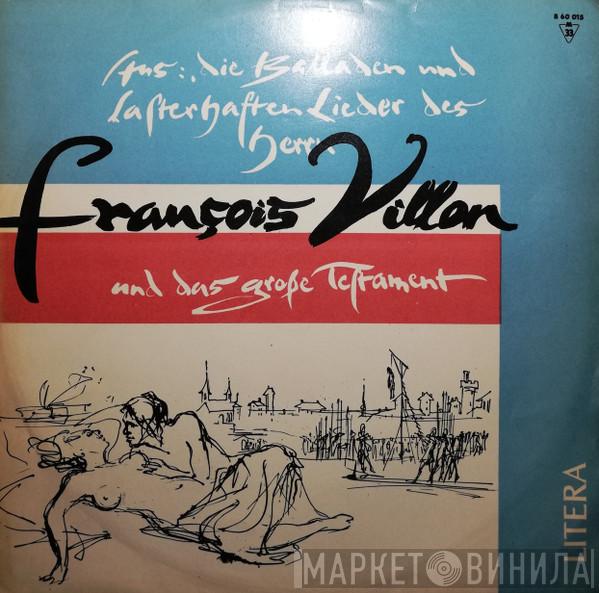 8 60 015
M
33
Aus: „die Balladen und
lasterhaften Lieder des
Herrn
François Villon
und das große Testament
LITERA
МАРКЕТ ВИНИЛА